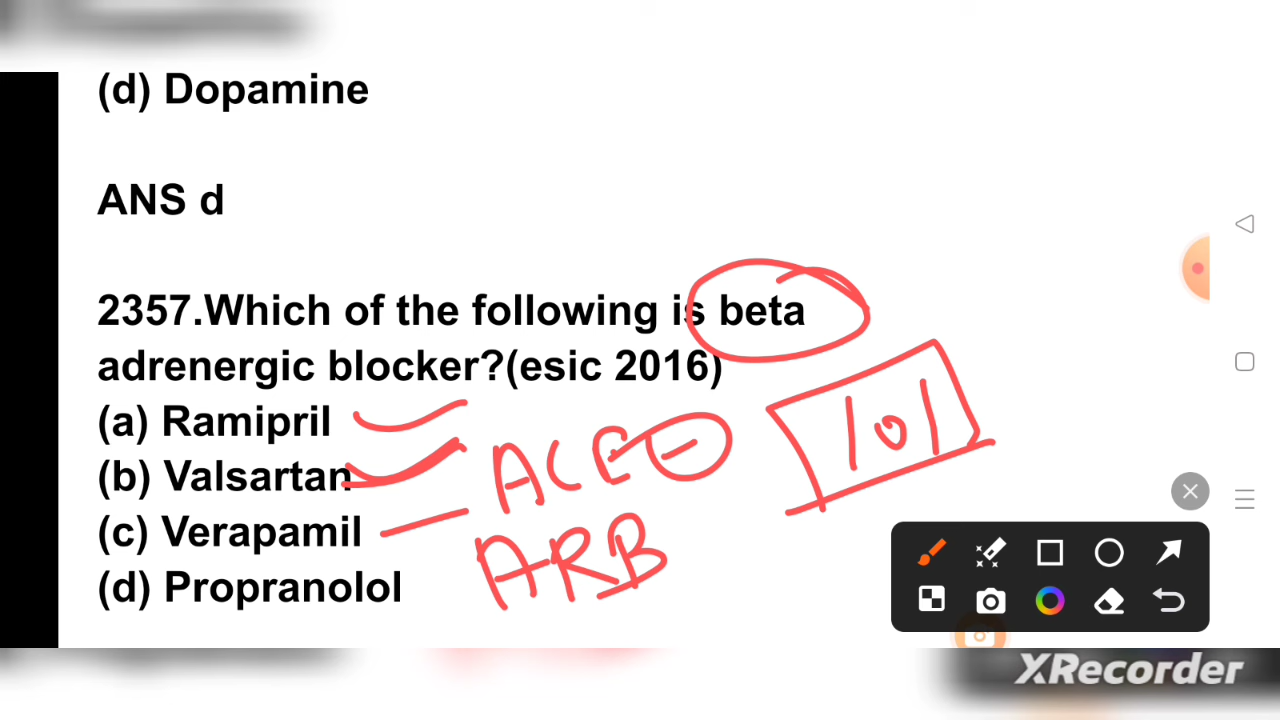 (d) Dopamine
ANS d
2357.Which of the following is beta
adrenergic blocker?(esic 2016)
(a) Ramipril
(b) Valsartan
(c) Verapamil
(d) Propranolol
ACE -
ARB
lol
XRecorder